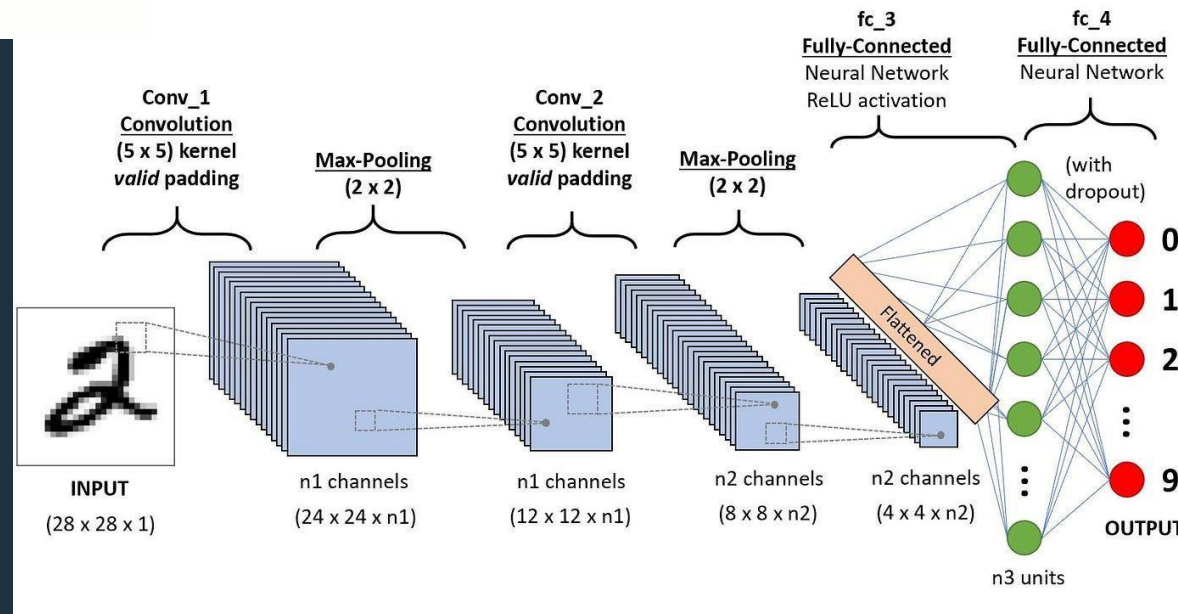 Conv_1
Convolution
(5 x 5) kernel
valid padding
Max-Pooling
(2 x 2)
Conv_2
Convolution
(5 x 5) kernel
valid padding
Max-Pooling
(2 x 2)
fc_3
Fully-Connected
Neural Network
ReLU activation
fc_4
Fully-Connected
Neural Network
(with
dropout)
Flattened
0
1
2
9
INPUT
(28 x 28 x 1)
n1 channels
(24 x 24 x n1)
n1 channels
(12 x 12 x n1)
n2 channels
(8 x 8 x n2)
n2 channels
(4 x 4 x n2)
n3 units
OUTPUT
2